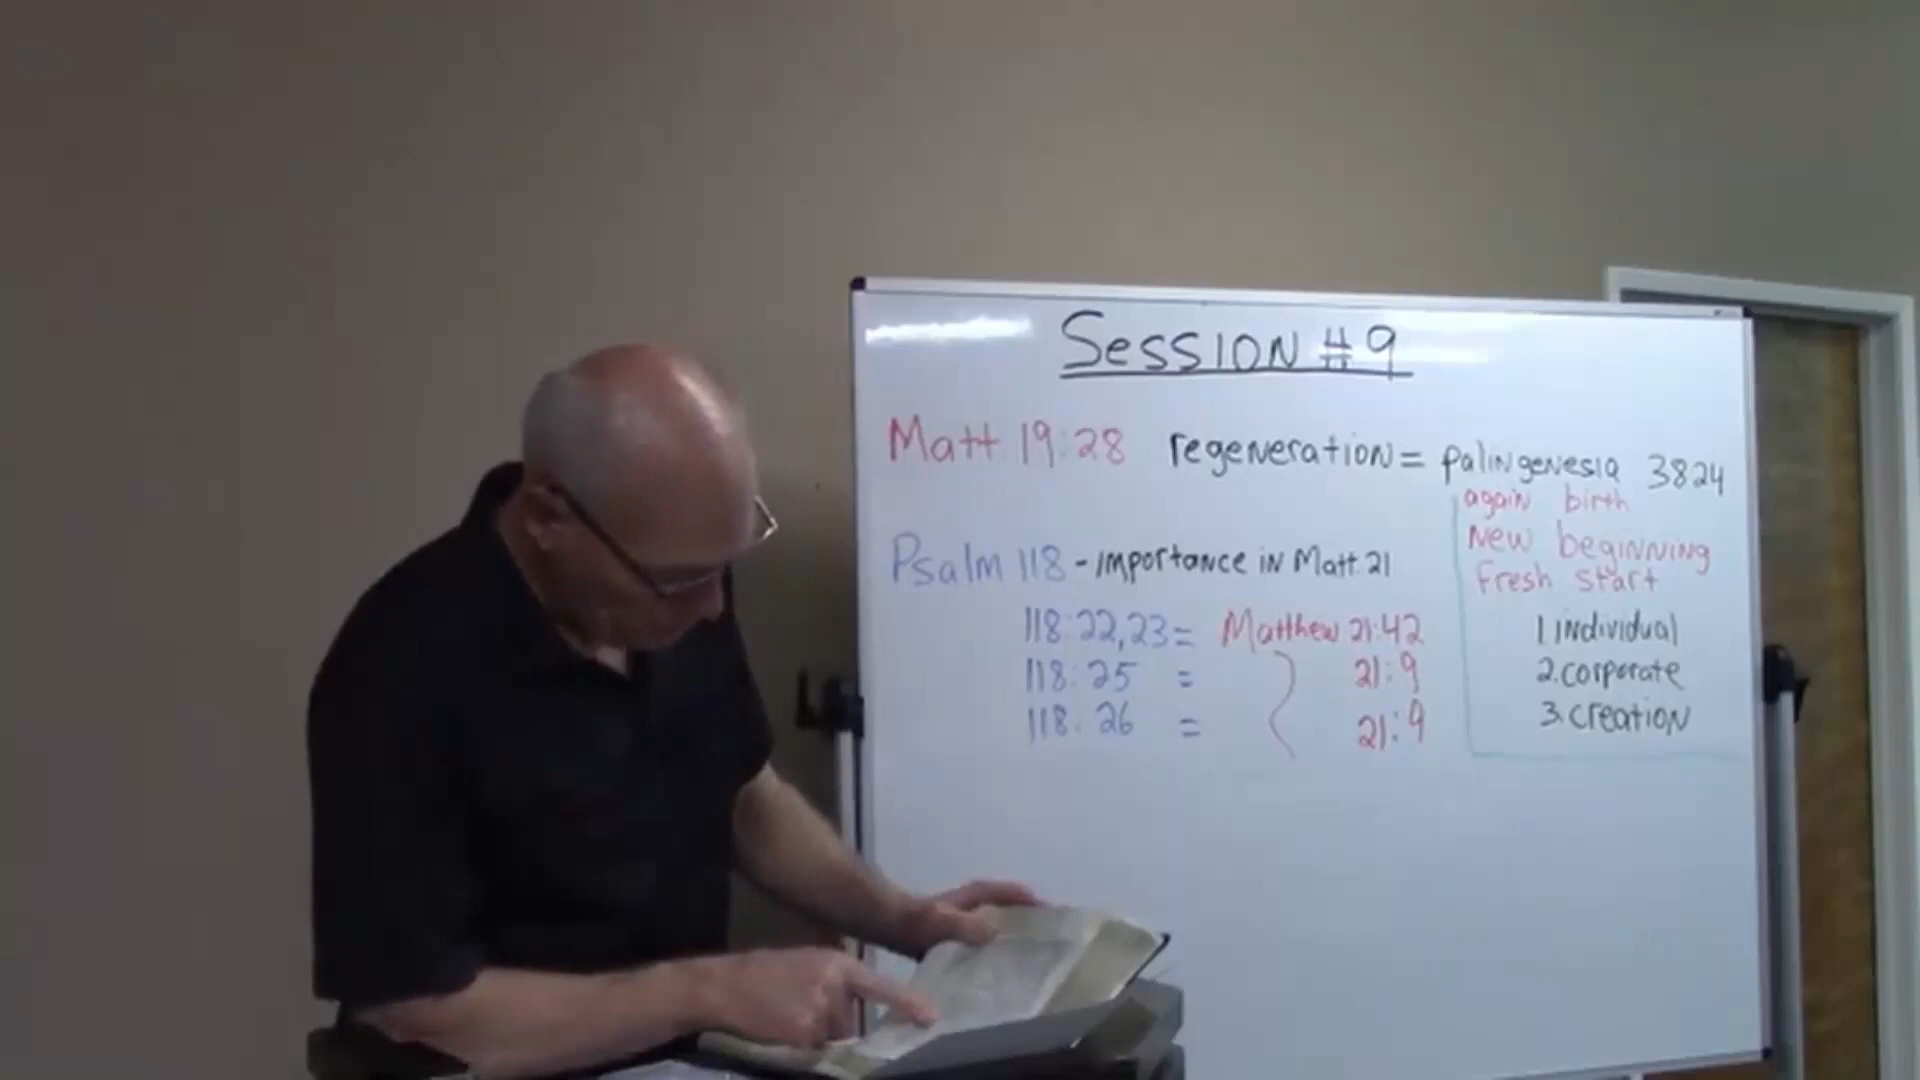 Session #9
Matt 19:28 regeneration = palingenesia 3824
again birth
new beginning
fresh start
1. individual
2. corporate
3. creation
Psalm 118 - importance in Matt. 21
118:22,23 = Matthew 21:42
118:25 = 21:9
118:26 = 21:9